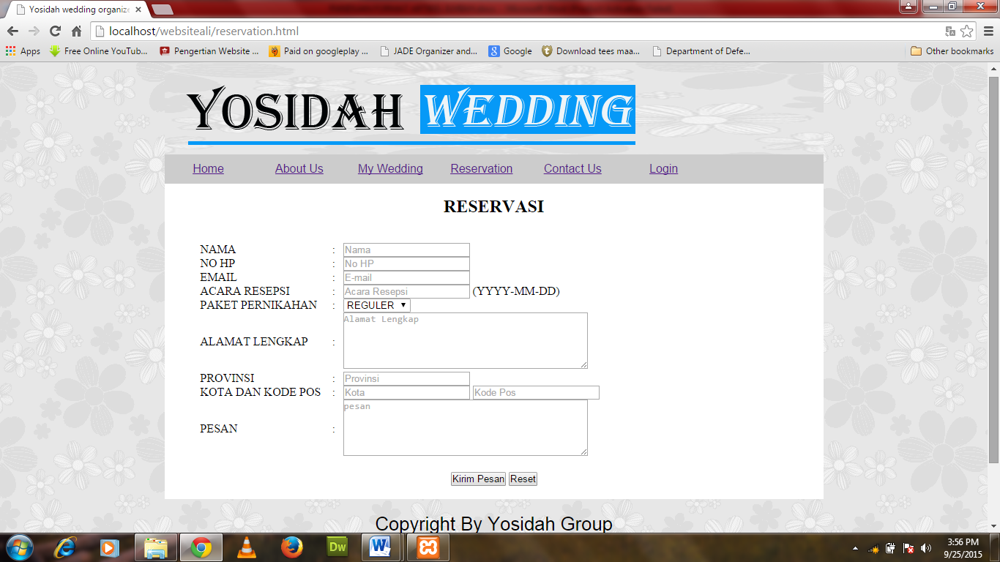 Yosidah wedding organize
localhost/websiteali/reservation.html
Apps Free Online YouTub... Pengertian Website ... Paid on googleplay ... JADE Organizer and... Google Download tees maa... Department of Defe... Other bookmarks
YOSIDAH WEDDING
Home About Us My Wedding Reservation Contact Us Login
RESERVASI
NAMA : Nama
NO HP : No HP
EMAIL : E-mail
ACARA RESEPSI : Acara Resepsi (YYYY-MM-DD)
PAKET PERNIKAHAN : REGULER
ALAMAT LENGKAP : Alamat Lengkap
PROVINSI : Provinsi
KOTA DAN KODE POS : Kota Kode Pos
PESAN : pesan
Kirim Pesan Reset
Copyright By Yosidah Group
Dw W
3:56 PM
9/25/2015